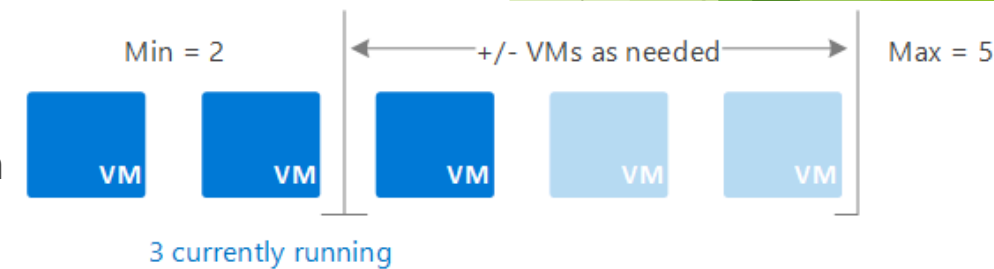 Min = 2 +/- VMs as needed Max = 5
VM VM VM VM VM
3 currently running